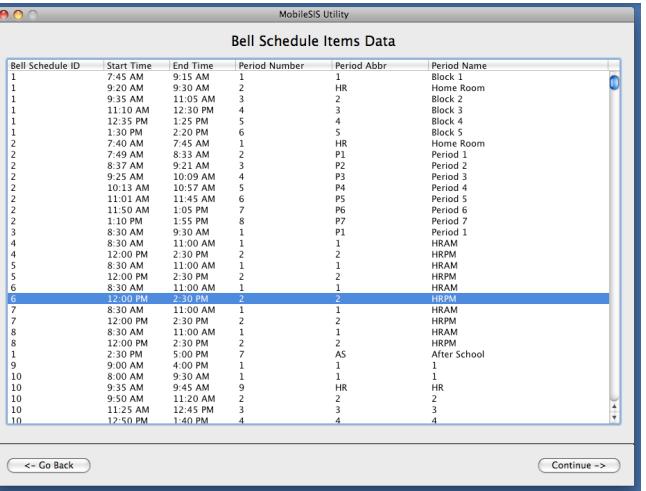 MobileSIS Utility
Bell Schedule Items Data
Bell Schedule ID Start Time End Time Period Number Period Abbr Period Name
1 7:45 AM 9:15 AM 1 1 Block 1
1 9:20 AM 9:30 AM 2 HR Home Room
1 9:35 AM 11:05 AM 3 2 Block 2
1 11:10 AM 12:30 PM 4 3 Block 3
1 12:35 PM 1:25 PM 5 4 Block 4
1 1:30 PM 2:20 PM 6 5 Block 5
2 7:40 AM 7:45 AM 1 HR Home Room
2 7:49 AM 8:33 AM 2 P1 Period 1
2 8:37 AM 9:21 AM 3 P2 Period 2
2 9:25 AM 10:09 AM 4 P3 Period 3
2 10:13 AM 10:57 AM 5 P4 Period 4
2 11:01 AM 11:45 AM 6 P5 Period 5
2 11:50 AM 1:05 PM 7 P6 Period 6
2 1:10 PM 1:55 PM 8 P7 Period 7
3 8:30 AM 9:30 AM 1 P1 Period 1
4 8:30 AM 11:00 AM 1 1 HRAM
4 12:00 PM 2:30 PM 2 2 HRPM
5 8:30 AM 11:00 AM 1 1 HRAM
5 12:00 PM 2:30 PM 2 2 HRPM
6 8:30 AM 11:00 AM 1 1 HRAM
6 12:00 PM 2:30 PM 2 2 HRPM
7 8:30 AM 11:00 AM 1 1 HRAM
7 12:00 PM 2:30 PM 2 2 HRPM
8 8:30 AM 11:00 AM 1 1 HRAM
8 12:00 PM 2:30 PM 2 2 HRPM
1 2:30 PM 5:00 PM 7 AS After School
9 9:00 AM 4:00 PM 1 1 1
10 8:00 AM 9:30 AM 1 1 1
10 9:35 AM 9:45 AM 9 HR HR
10 9:50 AM 11:20 AM 2 2 2
10 11:25 AM 12:45 PM 3 3 3
10 12:50 PM 1:40 PM 4 4 4
<- Go Back Continue ->